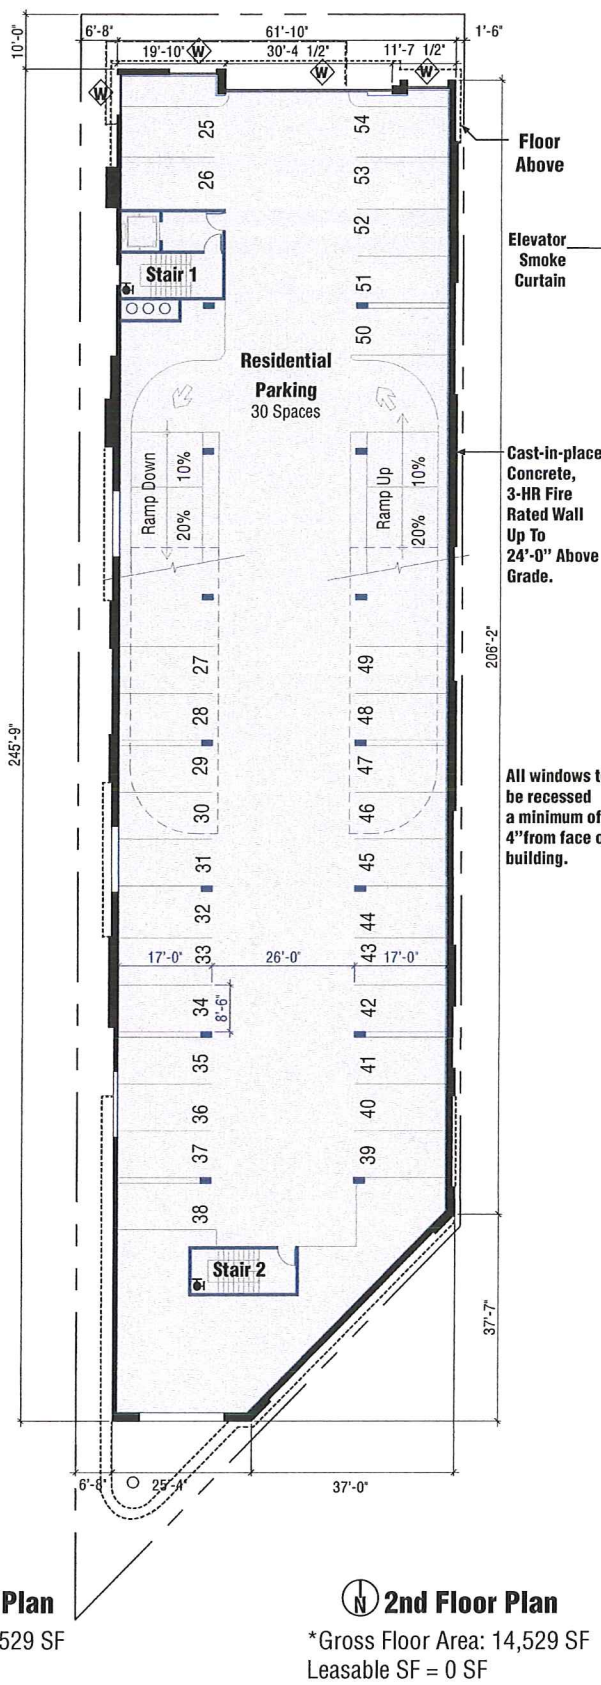 10'-0"
6'-8"
61'-10"
1'-6"
19'-10"
W
30'-4 1/2"
11'-7 1/2"
W
W
W
25
54
Floor
Above
26
53
52
Elevator
Smoke
Curtain
Stair 1
51
50
Residential
Parking
30 Spaces
Ramp Down
10%
20%
Ramp Up
10%
20%
Cast-in-place
Concrete,
3-HR Fire
Rated Wall
Up To
24'-0" Above
Grade.
206'-2"
245'-9"
27
49
28
48
29
47
30
46
All windows t
be recessed
a minimum of
4"from face o
building.
31
45
32
44
33
43
17'-0"
26'-0"
17'-0"
34
8'-6"
42
35
41
36
40
37
39
38
Stair 2
37'-7"
6'-8"
25'-4"
37'-0"
Plan
529 SF
N
2nd Floor Plan
*Gross Floor Area: 14,529 SF
Leasable SF = 0 SF